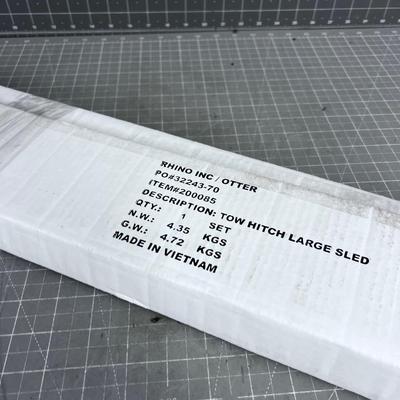 RHINO INC / OTTER
PO#32243-70
ITEM#200085
DESCRIPTION: TOW HITCH LARGE SLED
QTY.: 1 SET
N.W.: 4.35 KGS
G.W.: 4.72 KGS
MADE IN VIETNAM